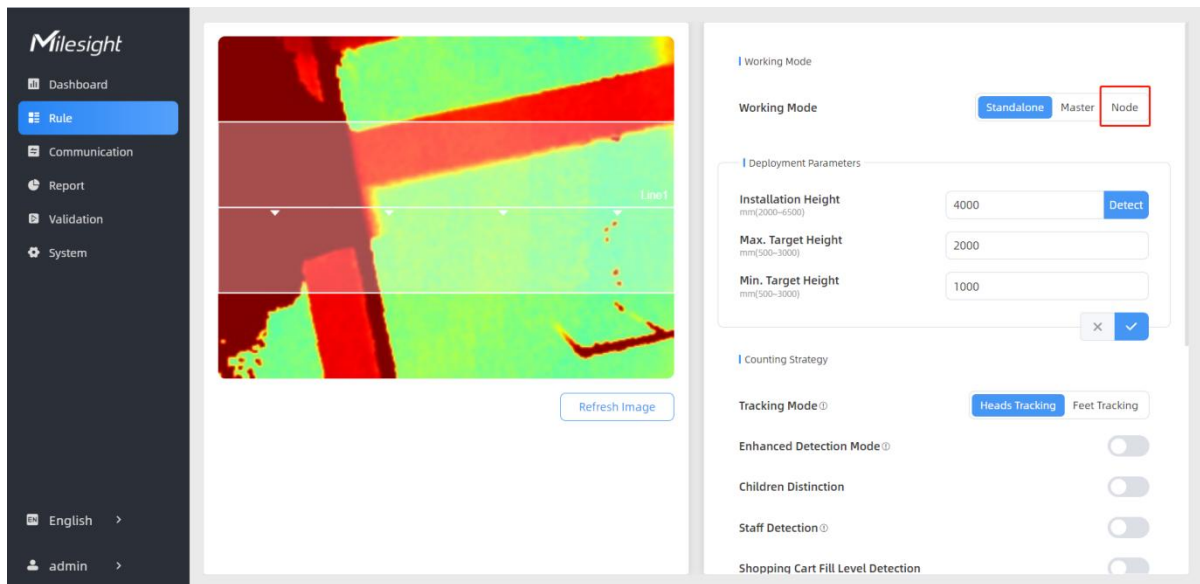 Milesight
Dashboard
Rule
Communication
Report
Validation
System
EN English >
admin >
Line1
Refresh Image
Working Mode
Working Mode Standalone Master Node
Deployment Parameters
Installation Height 4000 Detect
mm(2000~6500)
Max. Target Height 2000
mm(500~3000)
Min. Target Height 1000
mm(500~3000)
Counting Strategy
Tracking Mode Heads Tracking Feet Tracking
Enhanced Detection Mode
Children Distinction
Staff Detection
Shopping Cart Fill Level Detection